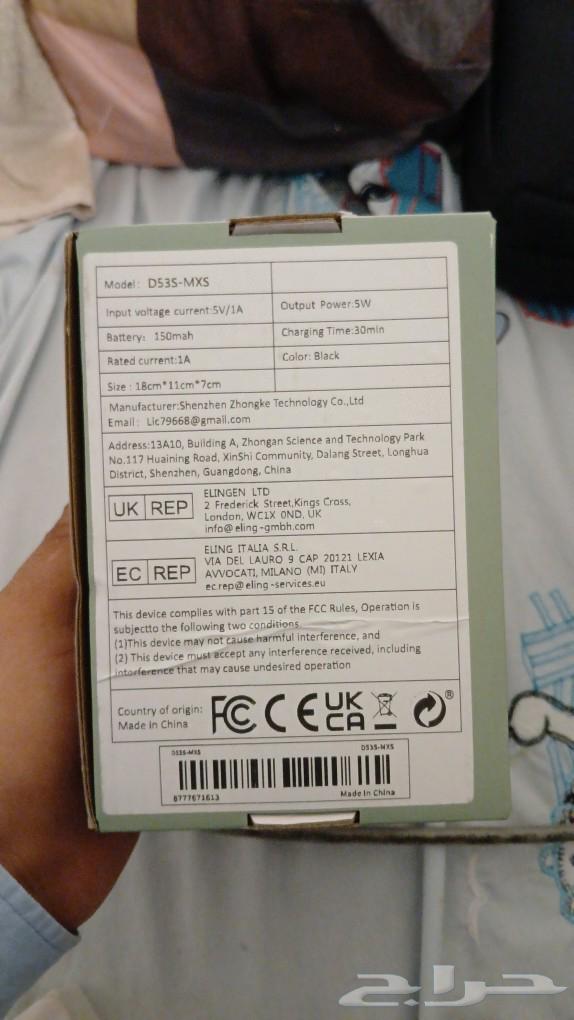 Model: D53S-MXS
Input voltage current:5V/1A
Output Power:5W
Battery: 150mah
Charging Time:30min
Rated current:1A
Color: Black
Size : 18cm*11cm*7cm
Manufacturer:Shenzhen Zhongke Technology Co.,Ltd
Email: Lic79668@gmail.com
Address:13A10, Building A, Zhongan Science and Technology Park
No.117 Huaining Road, XinShi Community, Dalang Street, Longhua
District, Shenzhen, Guangdong, China
UK REP
ELINGEN LTD
2 Frederick Street,Kings Cross,
London, WC1X 0ND, UK
info@eling-gmbh.com
EC REP
ELING ITALIA S.R.L.
VIA DEL LAURO 9 CAP 20121 LEXIA
AVVOCATI, MILANO (MI) ITALY
ec.rep@eling-services.eu
This device complies with part 15 of the FCC Rules, Operation is
subjectto the following two conditions
(1)This device may not cause harmful interference, and
(2) This device must accept any interference received, including
interference that may cause undesired operation
Country of origin:
Made in China
FC CE UK CA ®
D53S-MXS
D53S-MXS
8777671613
Made in China
حراج